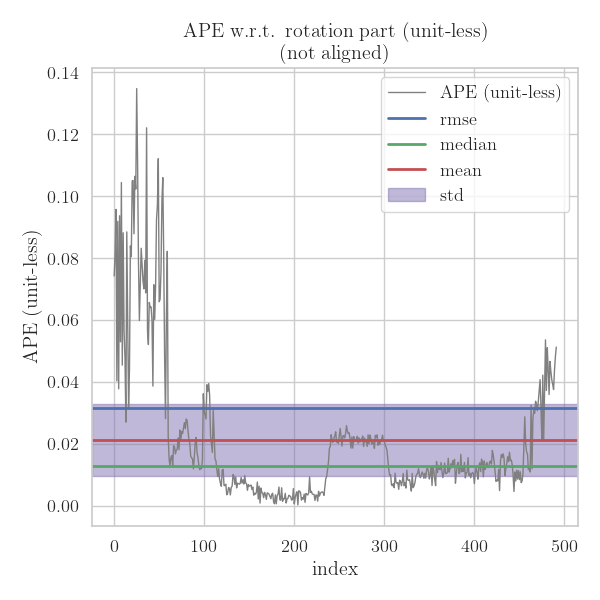 APE w.r.t. rotation part (unit-less)
(not aligned)
APE (unit-less)
rmse
median
mean
std
0.14
0.12
0.10
0.08
0.06
0.04
0.02
0.00
APE (unit-less)
0 100 200 300 400 500
index